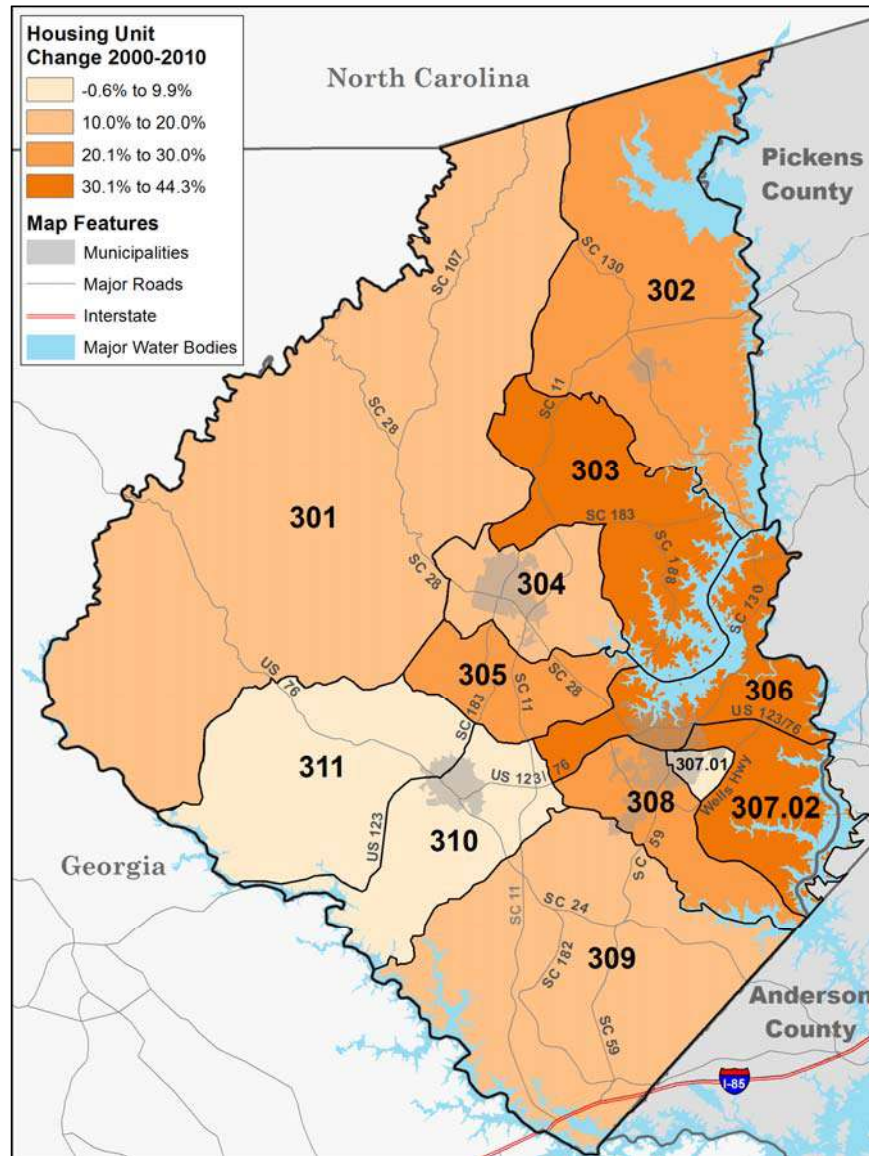 Housing Unit
Change 2000-2010
-0.6% to 9.9%
10.0% to 20.0%
20.1% to 30.0%
30.1% to 44.3%
Map Features
Municipalities
Major Roads
Interstate
Major Water Bodies
North Carolina
Pickens
County
SC 107
SC 130
302
SC 11
SC 28
303
301
SC 183
SC 188
SC 28
304
SC 130
305
SC 28
SC 11
SC 183
306
US 76
US 123/76
311
307.01
US 123/76
Wells Hwy
308
307.02
310
US 123
SC 59
Georgia
SC 11
SC 24
309
SC 182
Anderson
County
SC 59
I-85